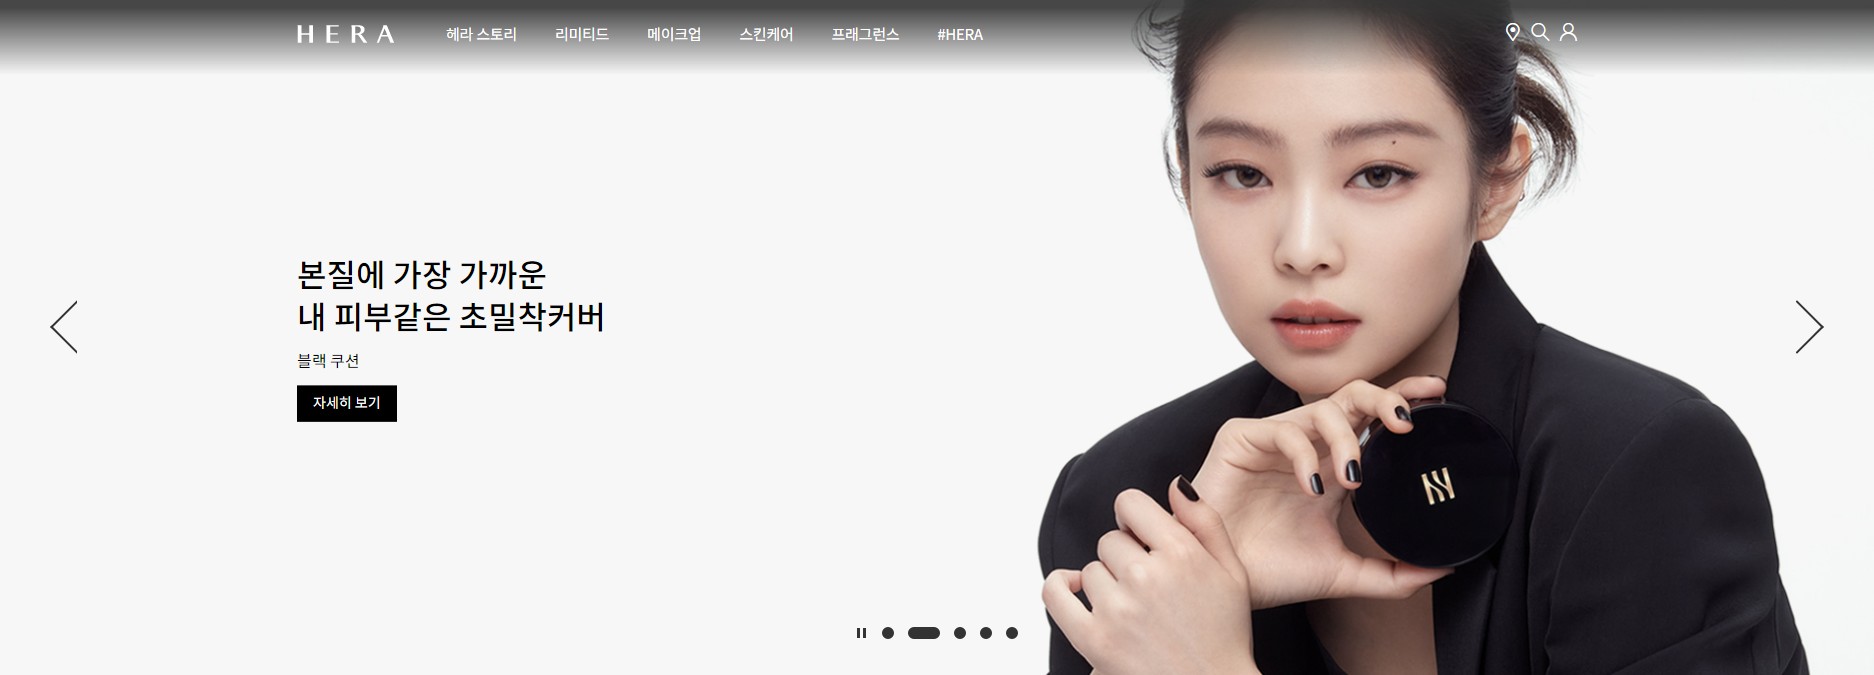 HERA
헤라 스토리
리미티드
메이크업
스킨케어
프래그런스
#HERA
본질에 가장 가까운
내 피부같은 초밀착커버
블랙 쿠션
자세히 보기